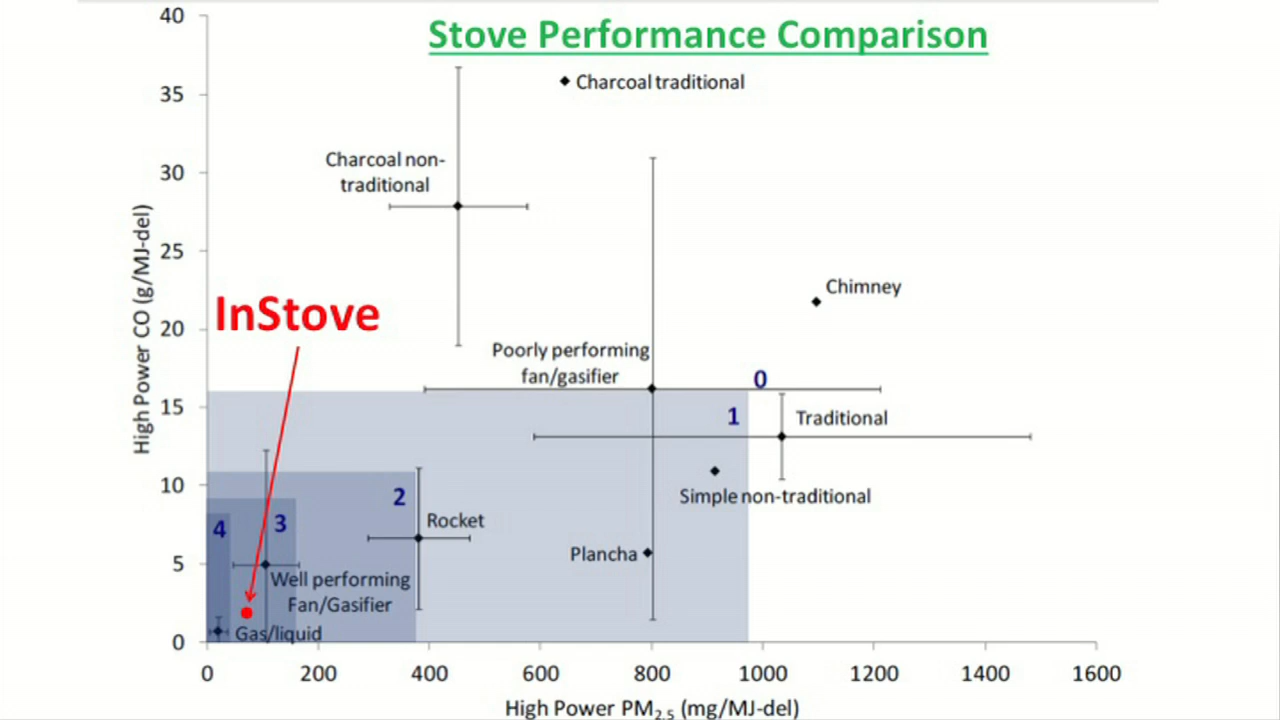 Stove Performance Comparison
40
35
30
25
20
15
10
5
0
High Power CO (g/MJ-del)
Charcoal traditional
Charcoal non-
traditional
Chimney
InStove
Poorly performing
fan/gasifier
0
1
Traditional
2
Simple non-traditional
4
3
Rocket
Plancha
Well performing
Fan/Gasifier
Gas/liquid
0 200 400 600 800 1000 1200 1400 1600
High Power PM2.5 (mg/MJ-del)